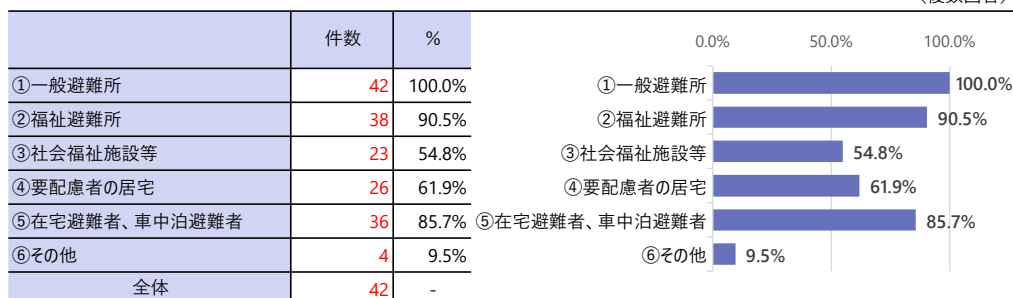 （複数回答）
件数 %
①一般避難所 42 100.0%
②福祉避難所 38 90.5%
③社会福祉施設等 23 54.8%
④要配慮者の居宅 26 61.9%
⑤在宅避難者、車中泊避難者 36 85.7%
⑥その他 4 9.5%
全体 42 -
0.0% 50.0% 100.0%
①一般避難所 100.0%
②福祉避難所 90.5%
③社会福祉施設等 54.8%
④要配慮者の居宅 61.9%
⑤在宅避難者、車中泊避難者 85.7%
⑥その他 9.5%